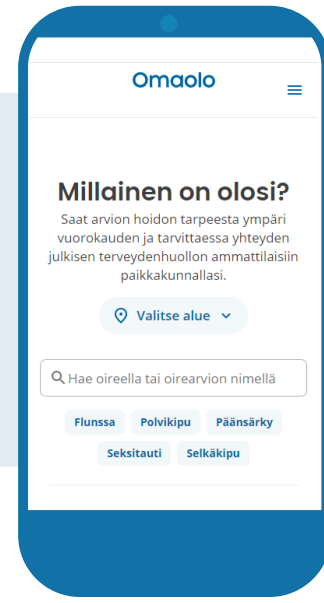 Omaolo
Millainen on olosi?
Saat arvion hoidon tarpeesta ympäri
vuorokauden ja tarvittaessa yhteyden
julkisen terveydenhuollon ammattilaisiin
paikkakunnallasi.
Valitse alue
Hae oireella tai oirearvion nimellä
Flunssa Polvikipu Päänsärky
Seksitauti Selkäkipu